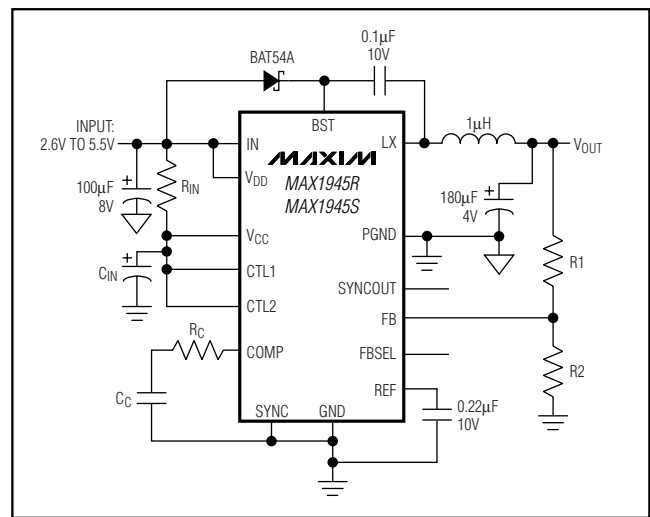 0.1µF
10V
BAT54A
BST
INPUT:
2.6V TO 5.5V
IN
LX
1µH
VOUT
MAXIM
VDD
MAX1945R
MAX1945S
100µF
8V
RIN
180µF
4V
VCC
PGND
R1
CIN
CTL1
SYNCOUT
CTL2
FB
RC
COMP
FBSEL
R2
CC
REF
0.22µF
10V
SYNC
GND